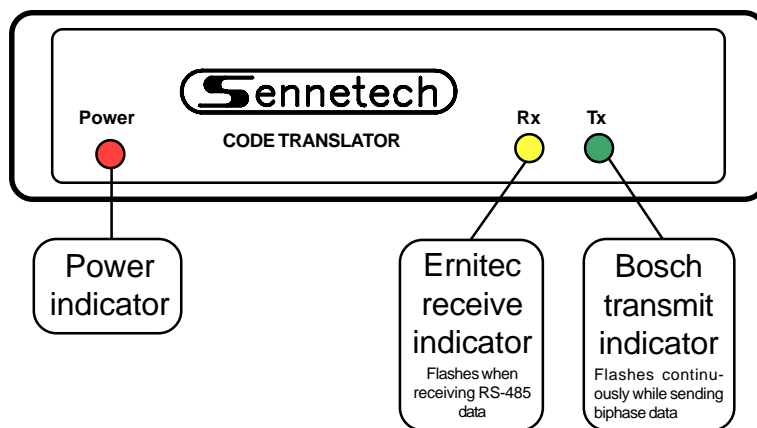 Sennetech
CODE TRANSLATOR
Power
Rx
Tx
Power
indicator
Ernitec
receive
indicator
Flashes when
receiving RS-485
data
Bosch
transmit
indicator
Flashes continu-
ously while sending
biphase data